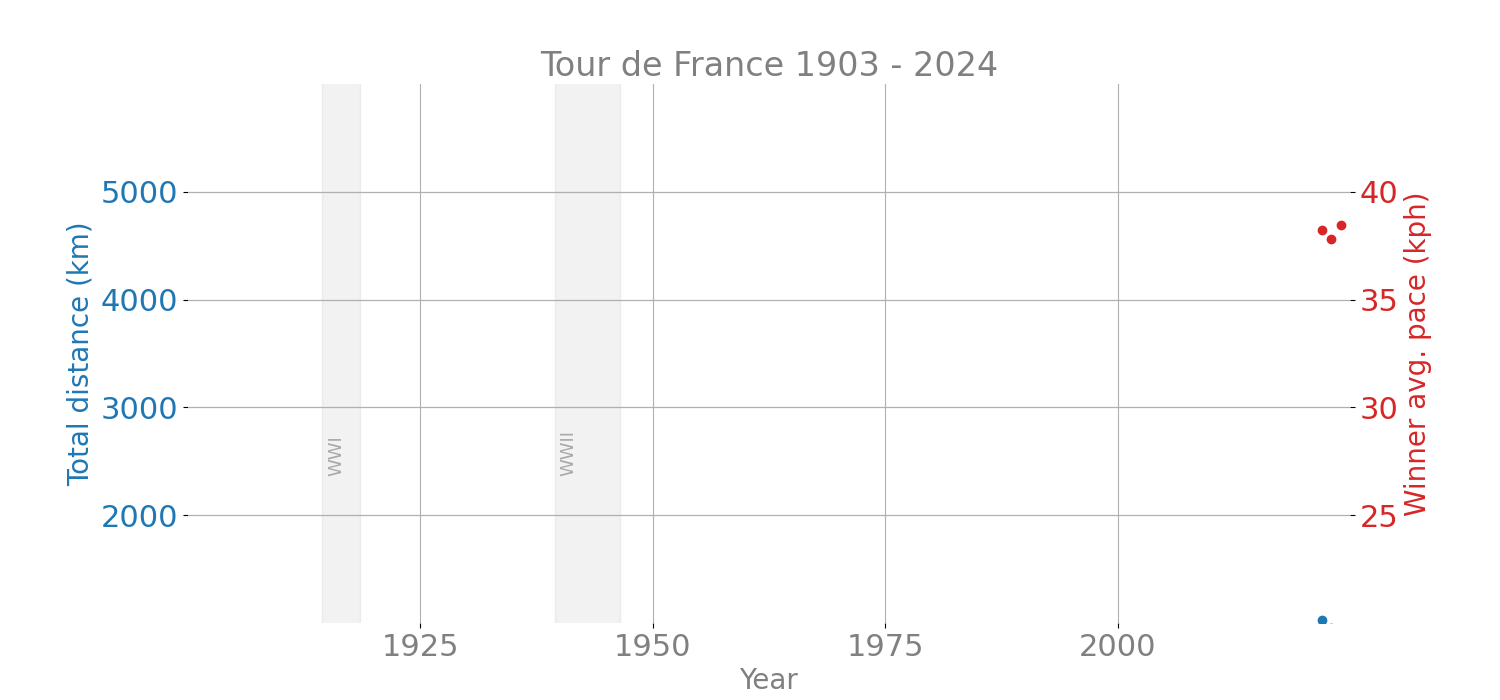 Tour de France 1903 - 2024
Total distance (km)
5000
4000
3000
2000
WWI
WWII
40
35
30
25
Winner avg. pace (kph)
1925
1950
1975
2000
Year